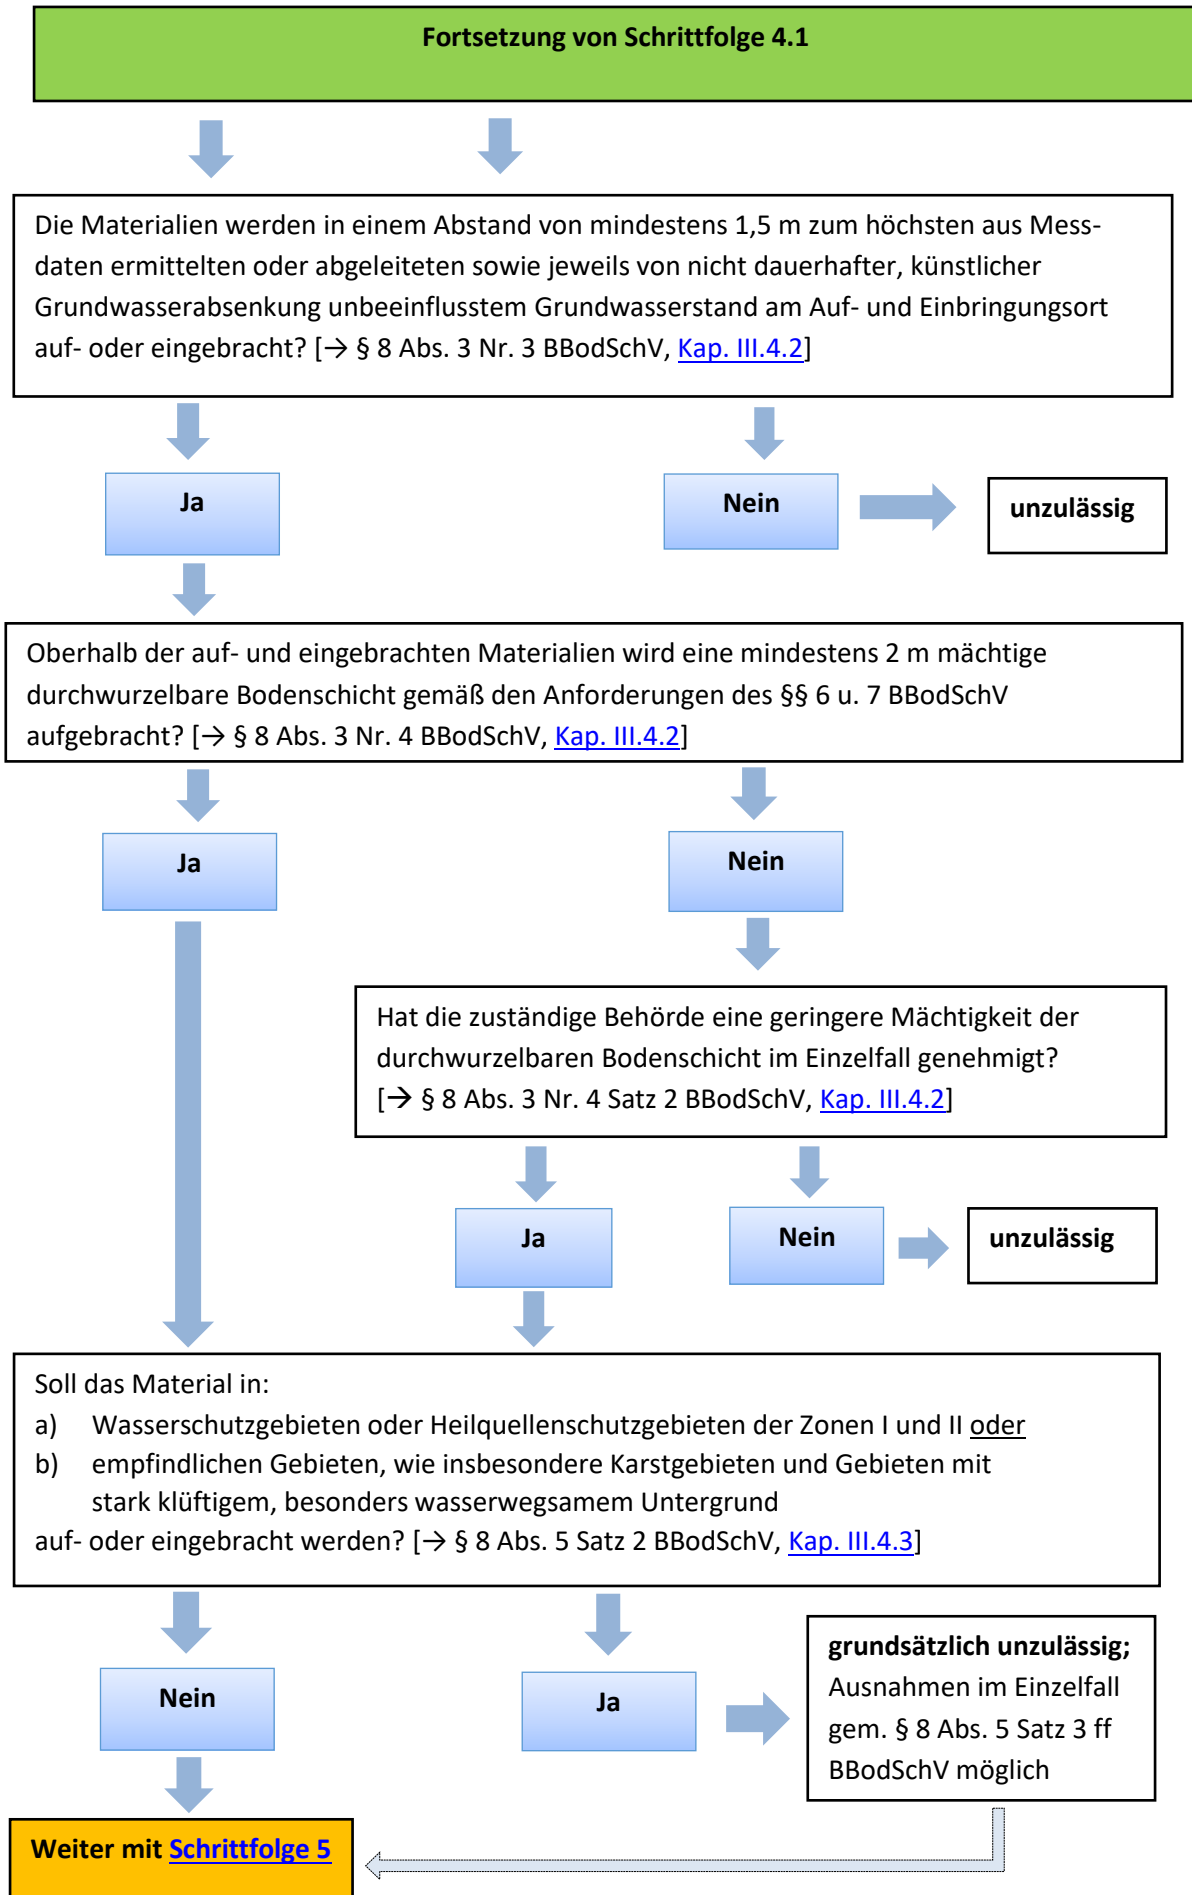 Fortsetzung von Schrittfolge 4.1
Die Materialien werden in einem Abstand von mindestens 1,5 m zum höchsten aus Mess-
daten ermittelten oder abgeleiteten sowie jeweils von nicht dauerhafter, künstlicher
Grundwasserabsenkung unbeeinflusstem Grundwasserstand am Auf- und Einbringungsort
auf- oder eingebracht? [→ § 8 Abs. 3 Nr. 3 BBodSchV, Kap. III.4.2]
Ja
Nein
unzulässig
Oberhalb der auf- und eingebrachten Materialien wird eine mindestens 2 m mächtige
durchwurzelbare Bodenschicht gemäß den Anforderungen des §§ 6 u. 7 BBodSchV
aufgebracht? [→ § 8 Abs. 3 Nr. 4 BBodSchV, Kap. III.4.2]
Ja
Nein
Hat die zuständige Behörde eine geringere Mächtigkeit der
durchwurzelbaren Bodenschicht im Einzelfall genehmigt?
[→ § 8 Abs. 3 Nr. 4 Satz 2 BBodSchV, Kap. III.4.2]
Ja
Nein
unzulässig
Soll das Material in:
a) Wasserschutzgebieten oder Heilquellenschutzgebieten der Zonen I und II oder
b) empfindlichen Gebieten, wie insbesondere Karstgebieten und Gebieten mit
stark klüftigem, besonders wasserwegsamem Untergrund
auf- oder eingebracht werden? [→ § 8 Abs. 5 Satz 2 BBodSchV, Kap. III.4.3]
Nein
Ja
grundsätzlich unzulässig;
Ausnahmen im Einzelfall
gem. § 8 Abs. 5 Satz 3 ff
BBodSchV möglich
Weiter mit Schrittfolge 5